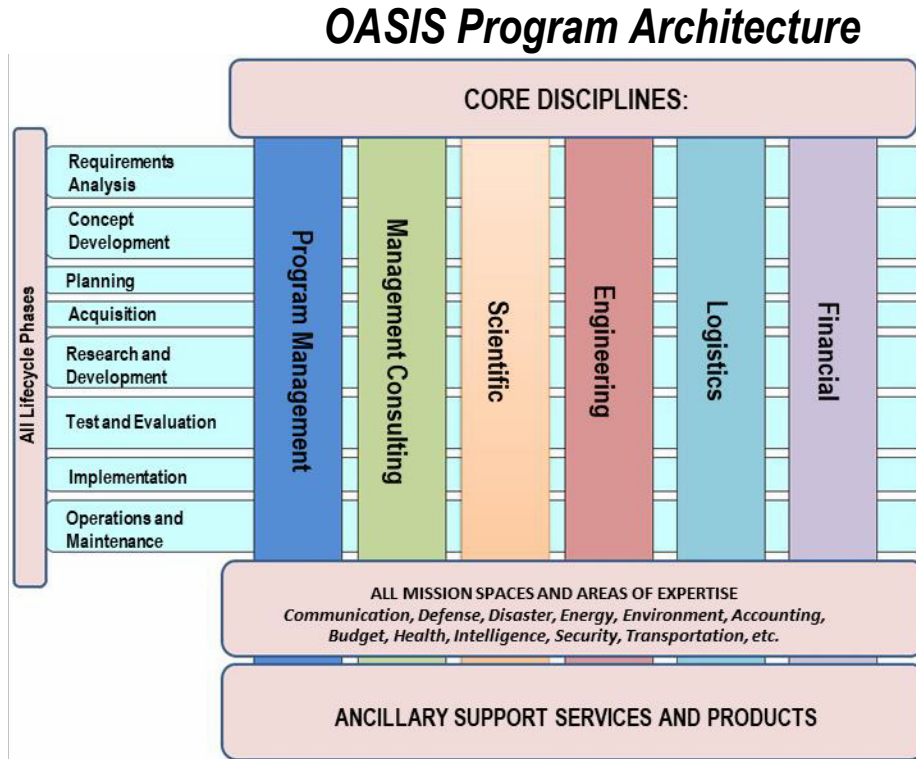 OASIS Program Architecture
CORE DISCIPLINES:
All Lifecycle Phases
Requirements
Analysis
Concept
Development
Planning
Acquisition
Research and
Development
Test and Evaluation
Implementation
Operations and
Maintenance
Program Management
Management Consulting
Scientific
Engineering
Logistics
Financial
ALL MISSION SPACES AND AREAS OF EXPERTISE
Communication, Defense, Disaster, Energy, Environment, Accounting,
Budget, Health, Intelligence, Security, Transportation, etc.
ANCILLARY SUPPORT SERVICES AND PRODUCTS